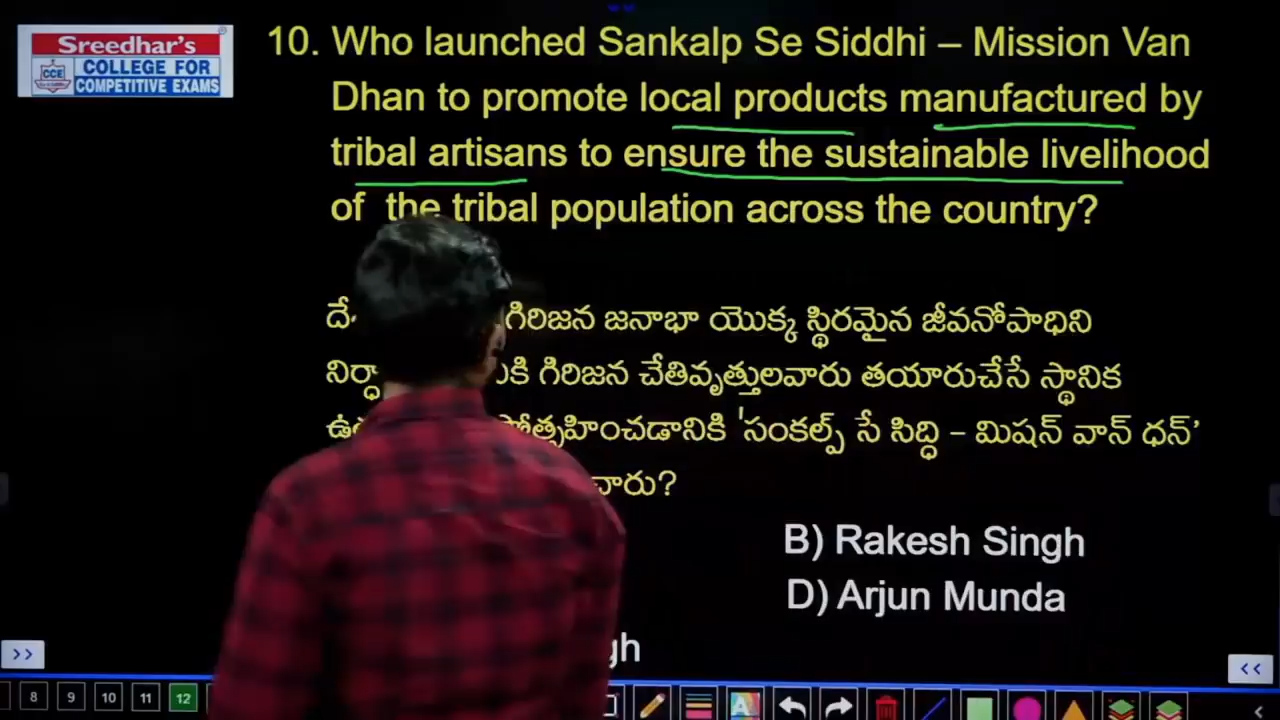 Sreedhar's
CCE
COLLEGE FOR
COMPETITIVE EXAMS
10. Who launched Sankalp Se Siddhi – Mission Van
Dhan to promote local products manufactured by
tribal artisans to ensure the sustainable livelihood
of the tribal population across the country?
గిరిజన జనాభా యొక్క స్థిరమైన జీవనోపాధిని
గిరిజన చేతివృత్తులవారు తయారుచేసే స్థానిక
'సంకల్ప్ సే సిద్ధి – మిషన్ వాన్ ధన్'
B) Rakesh Singh
D) Arjun Munda
>> <<
8 9 10 11 12